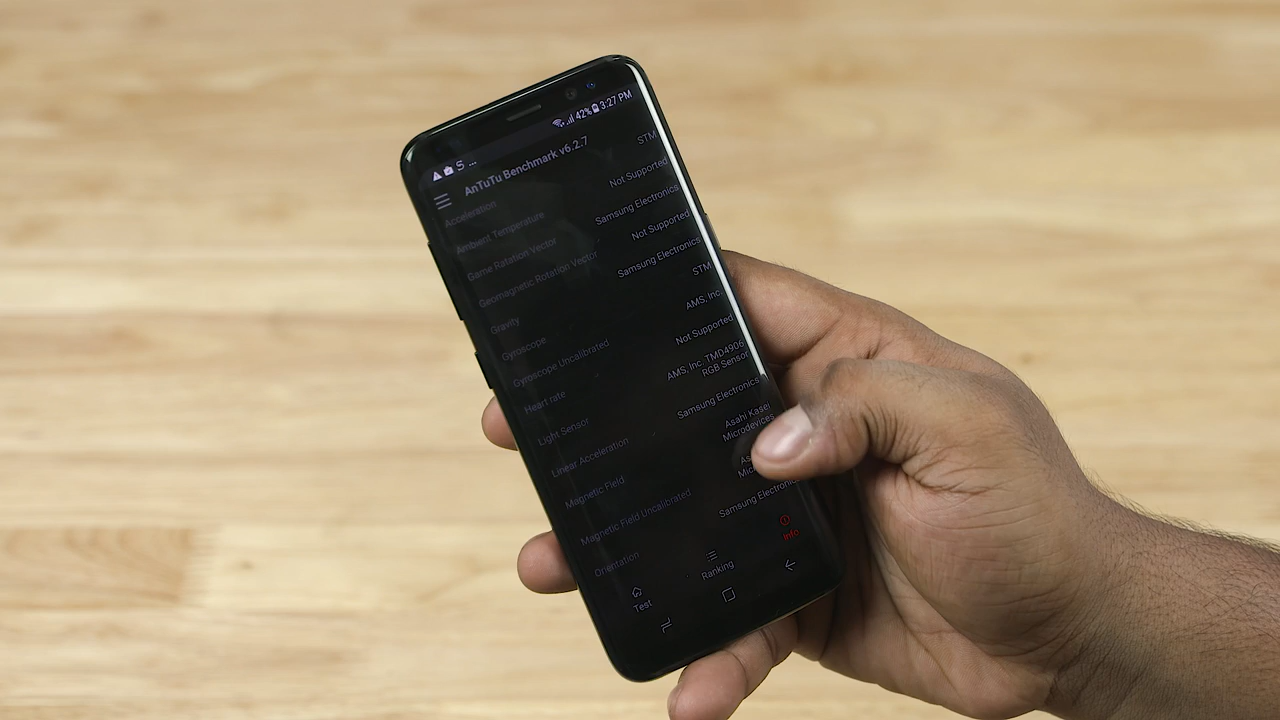 S ... 42% 3:27 PM
AnTuTu Benchmark v6.2.7
Acceleration STM
Ambient Temperature Not Supported
Game Ratation Vector Samsung Electronics
Geomagnetic Rotation Vector Not Supported
Gravity Samsung Electronics
Gyroscope STM
Gyroscope Uncalibrated AMS, Inc.
Heart rate Not Supported
Light Sensor AMS, Inc. TMD4906
RGB Sensor
Linear Acceleration Samsung Electronics
Magnetic Field Asahi Kasei
Microdevices
Magnetic Field Uncalibrated
Orientation Samsung Electronics
Test Ranking Info